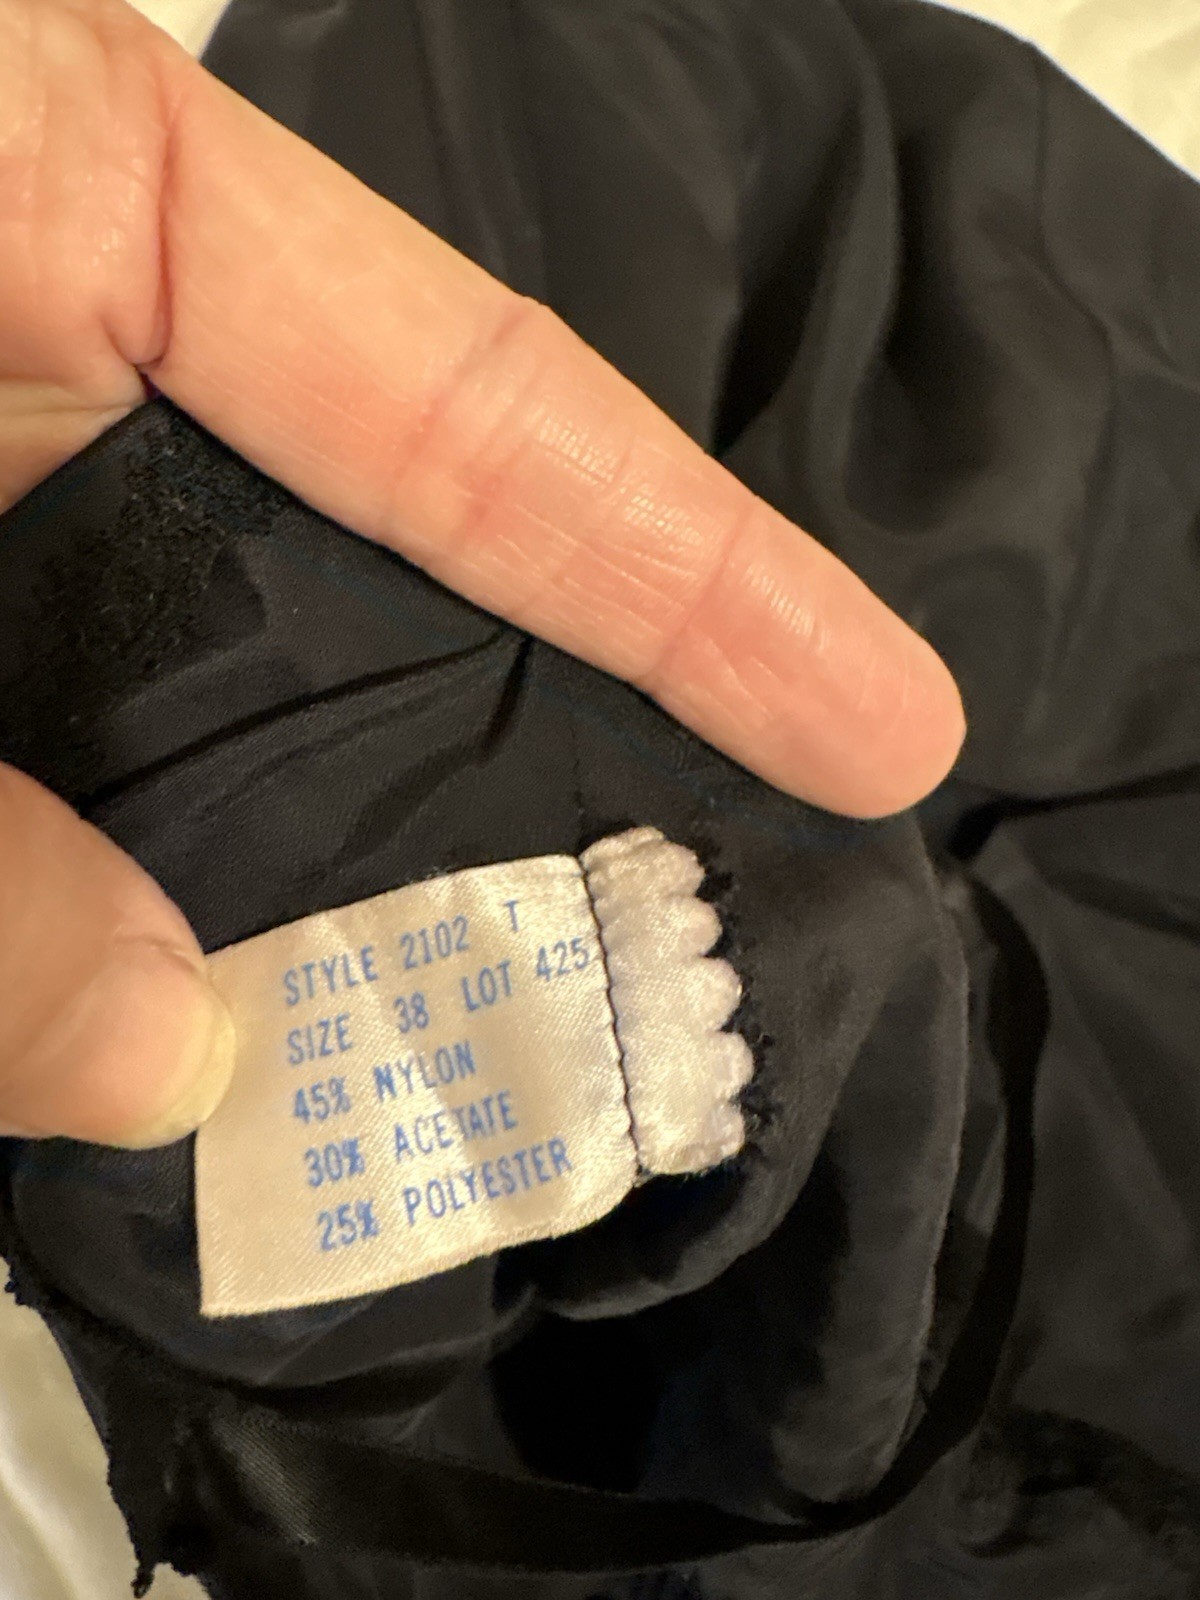 STYLE 2102 T
SIZE 38 LOT 425
45% NYLON
30% ACETATE
25% POLYESTER